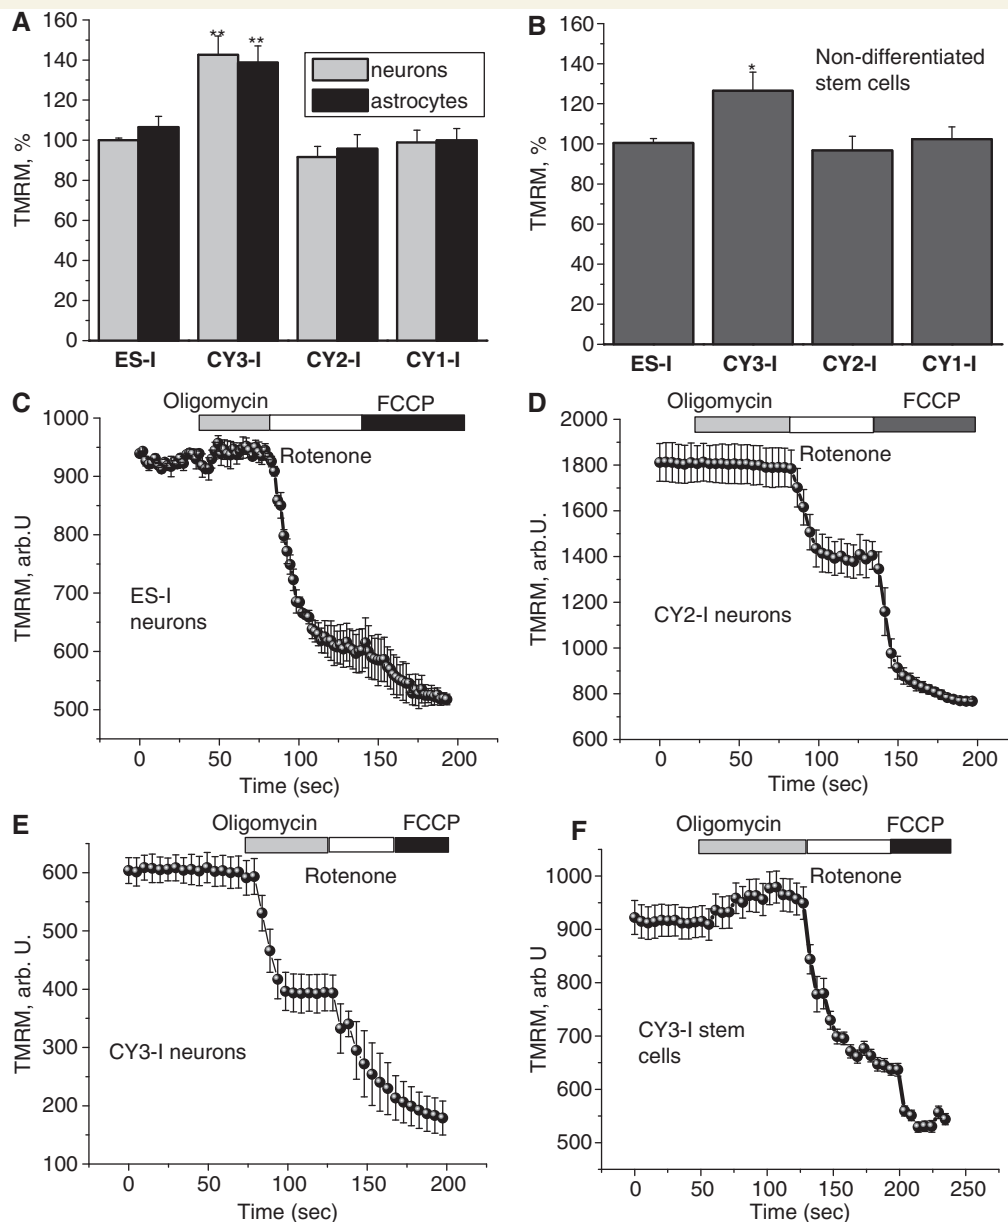 A
160
140
120
100
80
60
40
20
0
TMRM, %
** **
neurons
astrocytes
ES-I CY3-I CY2-I CY1-I
B
160
140
120
100
80
60
40
20
0
TMRM, %
*
Non-differentiated
stem cells
ES-I CY3-I CY2-I CY1-I
C
Oligomycin FCCP
Rotenone
1000
900
800
700
600
500
TMRM, arb.U
ES-I
neurons
0 50 100 150 200
Time (sec)
D
Oligomycin FCCP
Rotenone
2000
1800
1600
1400
1200
1000
800
600
TMRM, arb.U.
CY2-I neurons
0 50 100 150 200
Time (sec)
E
Oligomycin FCCP
Rotenone
600
500
400
300
200
100
TMRM, arb. U.
CY3-I neurons
0 50 100 150 200
Time (sec)
F
Oligomycin FCCP
Rotenone
1000
900
800
700
600
500
TMRM, arb U
CY3-I stem
cells
0 50 100 150 200 250
Time (sec)